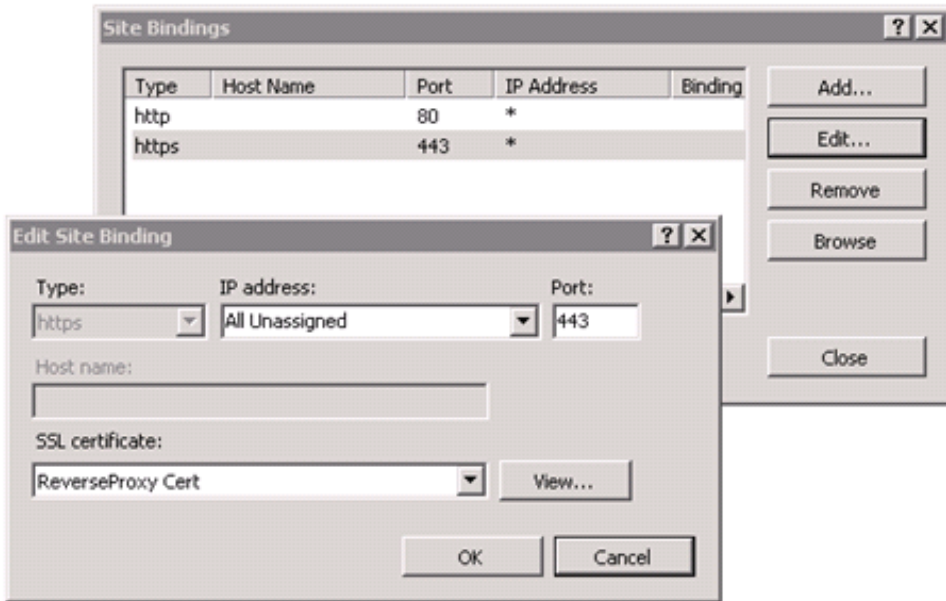 Site Bindings
Type Host Name Port IP Address Binding
http 80 *
https 443 *
Add...
Edit...
Remove
Browse
Close
Edit Site Binding
Type: IP address: Port:
https All Unassigned 443
Host name:
SSL certificate:
ReverseProxy Cert View...
OK Cancel